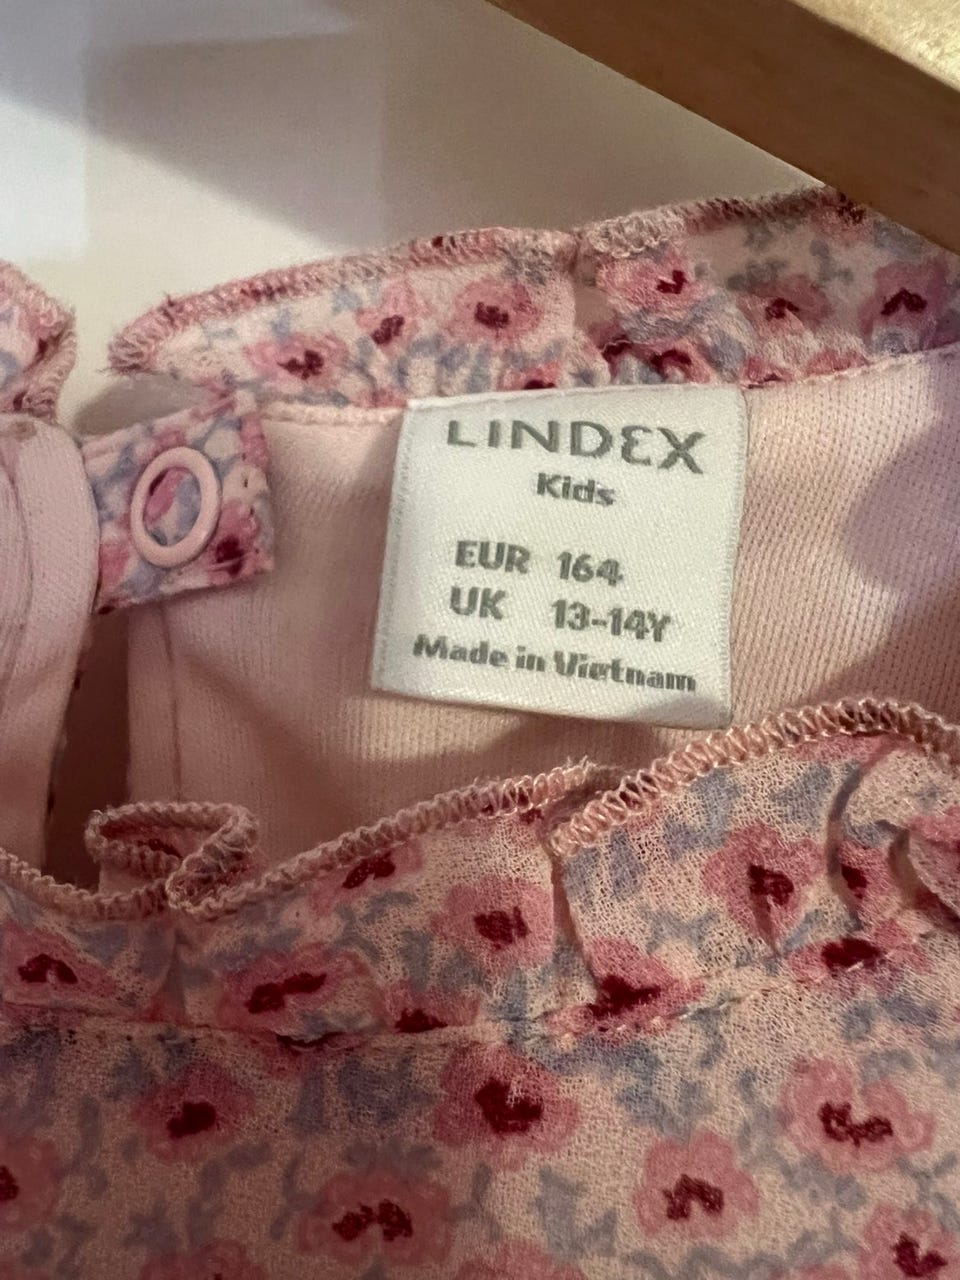 LINDEX
Kids
EUR 164
UK 13-14Y
Made in Vietnam